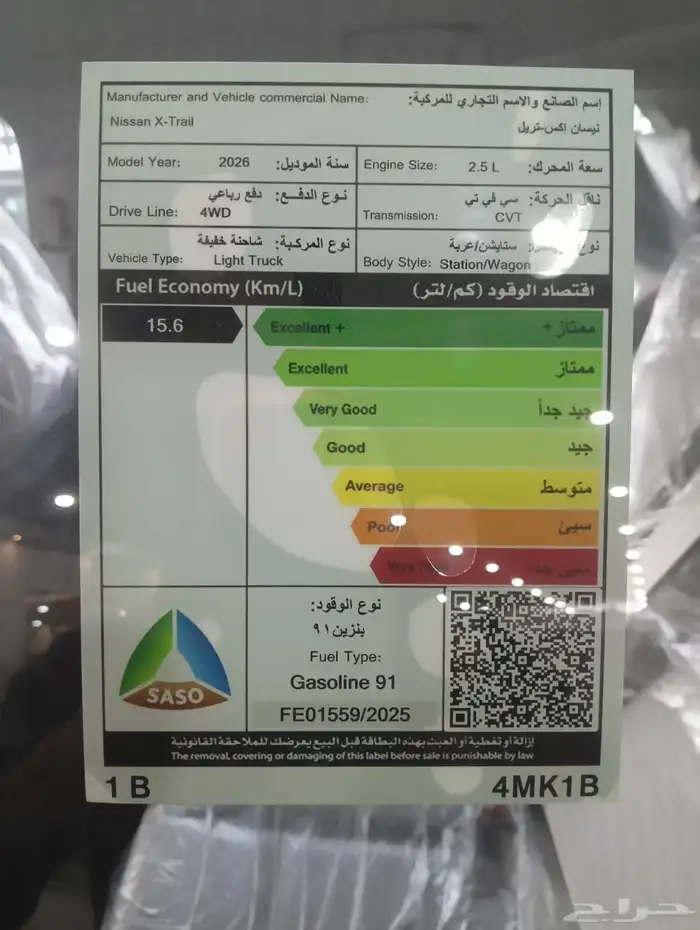 Manufacturer and Vehicle commercial Name: إسم الصانع والاسم التجاري للمركبة:
Nissan X-Trail نيسان إكس-تريل
Model Year: 2026 سنة الموديل:
Engine Size: 2.5 L سعة المحرك:
نوع الدفع: دفع رباعي
Drive Line: 4WD
ناقل الحركة: سي في تي
Transmission: CVT
نوع المركبة: شاحنة خفيفة
Vehicle Type: Light Truck
نوع ستايشن/عربة
Body Style: Station/Wagon
Fuel Economy (Km/L) اقتصاد الوقود (كم/لتر)
15.6
Excellent + ممتاز +
Excellent ممتاز
Very Good جيد جداً
Good جيد
Average متوسط
Poor سيئ
Very
نوع الوقود:
بنزين ٩١
Fuel Type:
Gasoline 91
FE01559/2025
SASO
إزالة أو تغطية أو العبث بهذه البطاقة قبل البيع يعرضك للملاحقة القانونية
The removal, covering or damaging of this label before sale is punishable by law
1 B 4MK1B
حراج